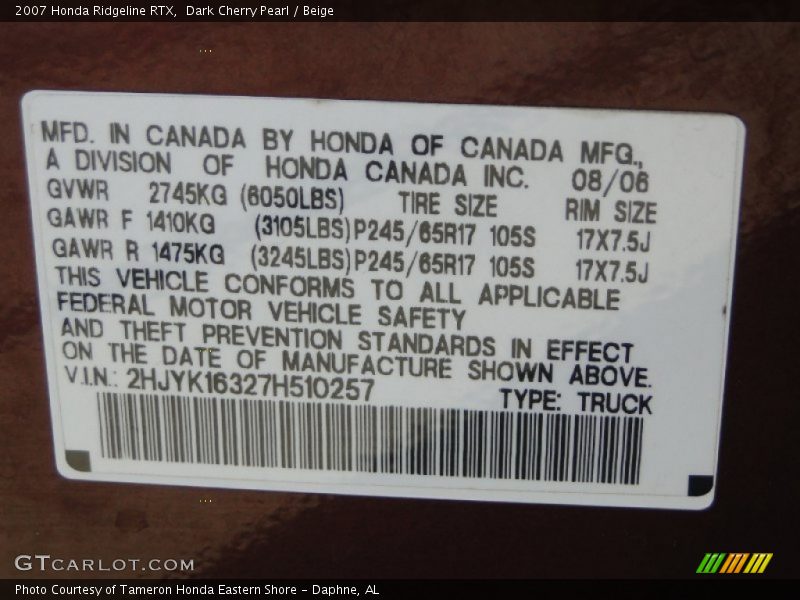 2007 Honda Ridgeline RTX, Dark Cherry Pearl / Beige
MFD. IN CANADA BY HONDA OF CANADA MFG.,
A DIVISION OF HONDA CANADA INC. 08/06
GVWR 2745KG (6050LBS) TIRE SIZE RIM SIZE
GAWR F 1410KG (3105LBS) P245/65R17 105S 17X7.5J
GAWR R 1475KG (3245LBS) P245/65R17 105S 17X7.5J
THIS VEHICLE CONFORMS TO ALL APPLICABLE
FEDERAL MOTOR VEHICLE SAFETY
AND THEFT PREVENTION STANDARDS IN EFFECT
ON THE DATE OF MANUFACTURE SHOWN ABOVE.
V.I.N.: 2HJYK16327H510257 TYPE: TRUCK
GTCARLOT.COM
Photo Courtesy of Tameron Honda Eastern Shore - Daphne, AL